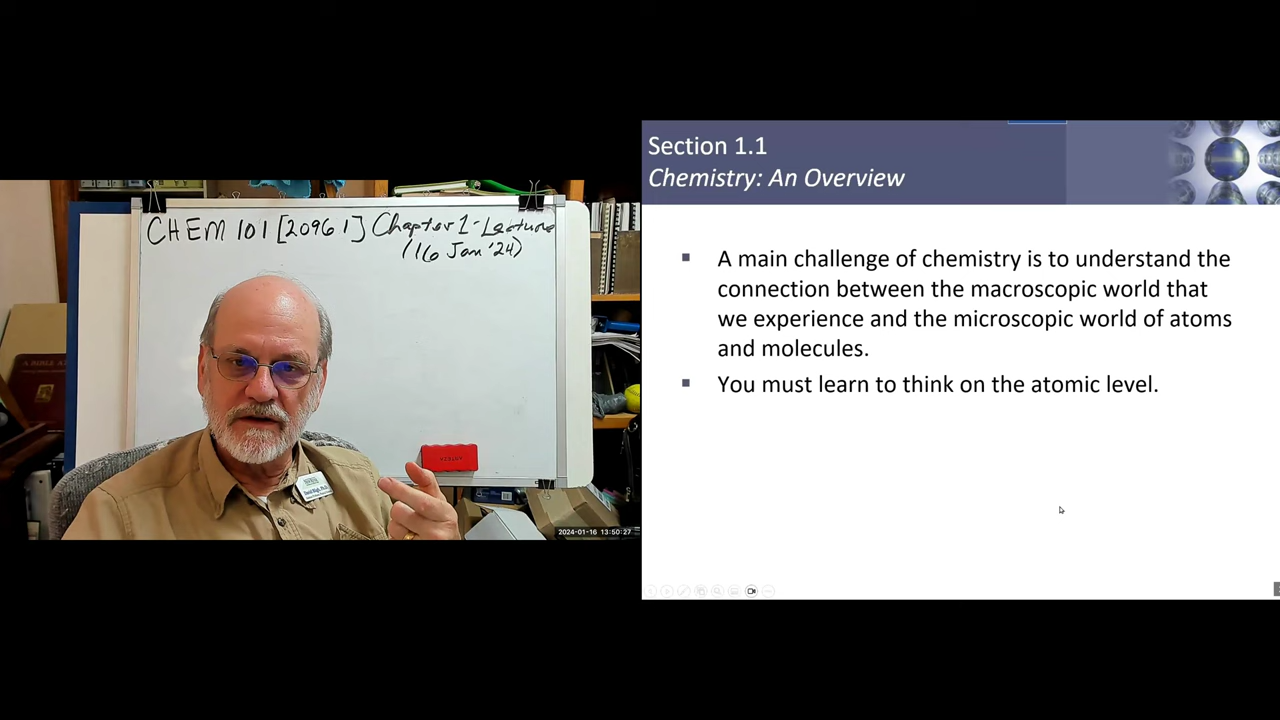 CHEM 101 [20961] Chapter 1 - Lecture
(16 Jan '24)
2024-01-16 13:50:27
Section 1.1
Chemistry: An Overview
▪ A main challenge of chemistry is to understand the
connection between the macroscopic world that
we experience and the microscopic world of atoms
and molecules.
▪ You must learn to think on the atomic level.